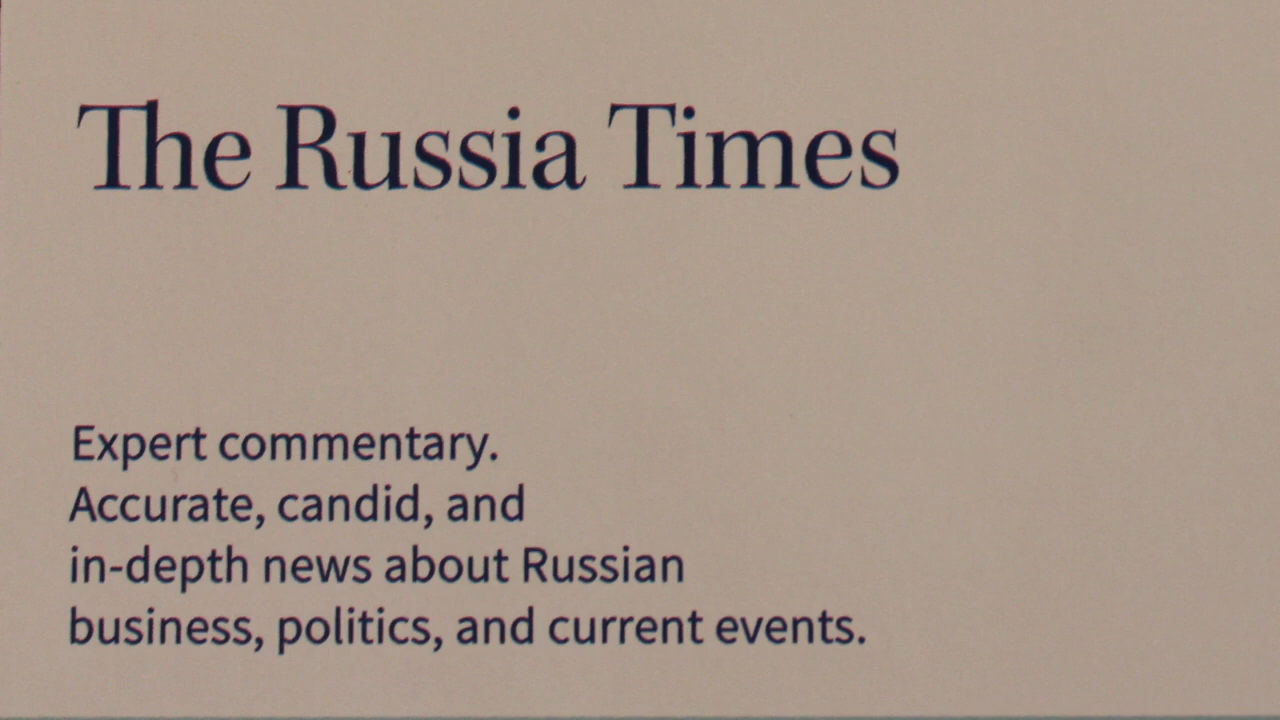 The Russia Times
Expert commentary.
Accurate, candid, and
in-depth news about Russian
business, politics, and current events.